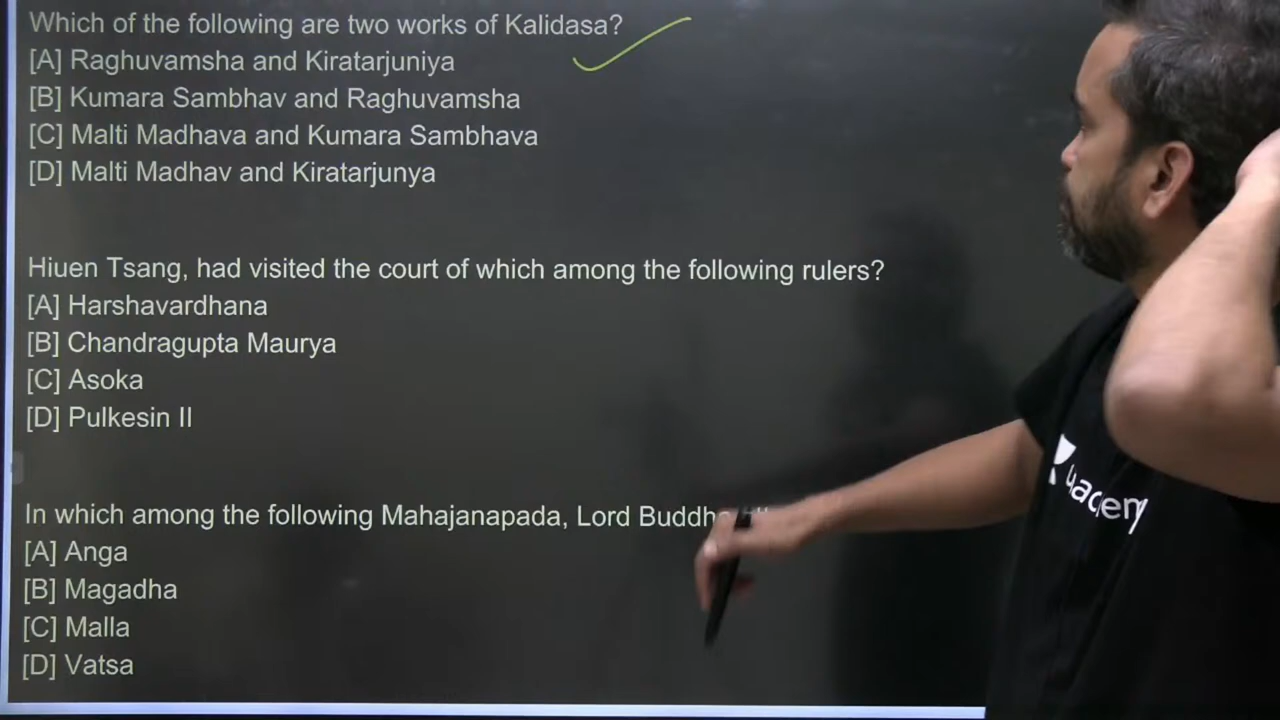 Which of the following are two works of Kalidasa?
[A] Raghuvamsha and Kiratarjuniya
[B] Kumara Sambhav and Raghuvamsha
[C] Malti Madhava and Kumara Sambhava
[D] Malti Madhav and Kiratarjunya
Hiuen Tsang, had visited the court of which among the following rulers?
[A] Harshavardhana
[B] Chandragupta Maurya
[C] Asoka
[D] Pulkesin II
In which among the following Mahajanapada, Lord Buddha
[A] Anga
[B] Magadha
[C] Malla
[D] Vatsa
unacademy